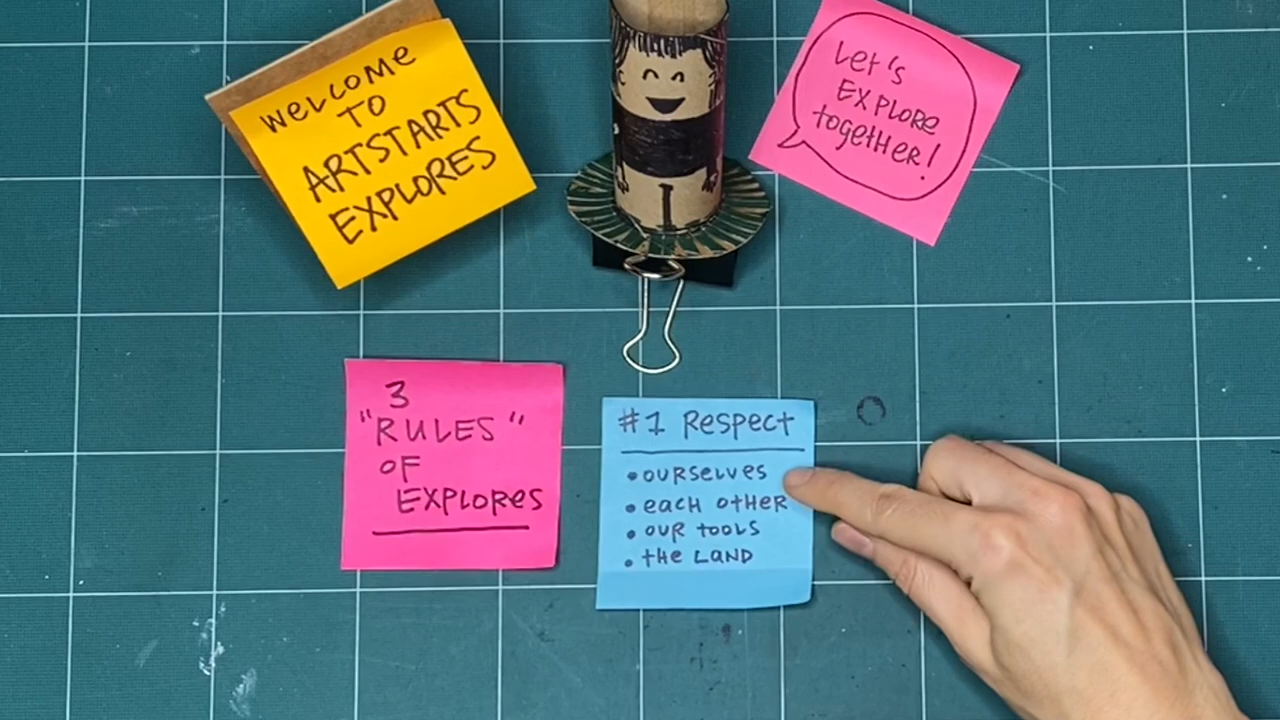 WELCOME
TO
ARTSTARTS
EXPLORES
Let's
EXPLORE
togetHer!
3
"RULES"
OF
EXPLORES
#1 Respect
• OURSELVES
• eacH otHer
• our tools
• tHe LAND